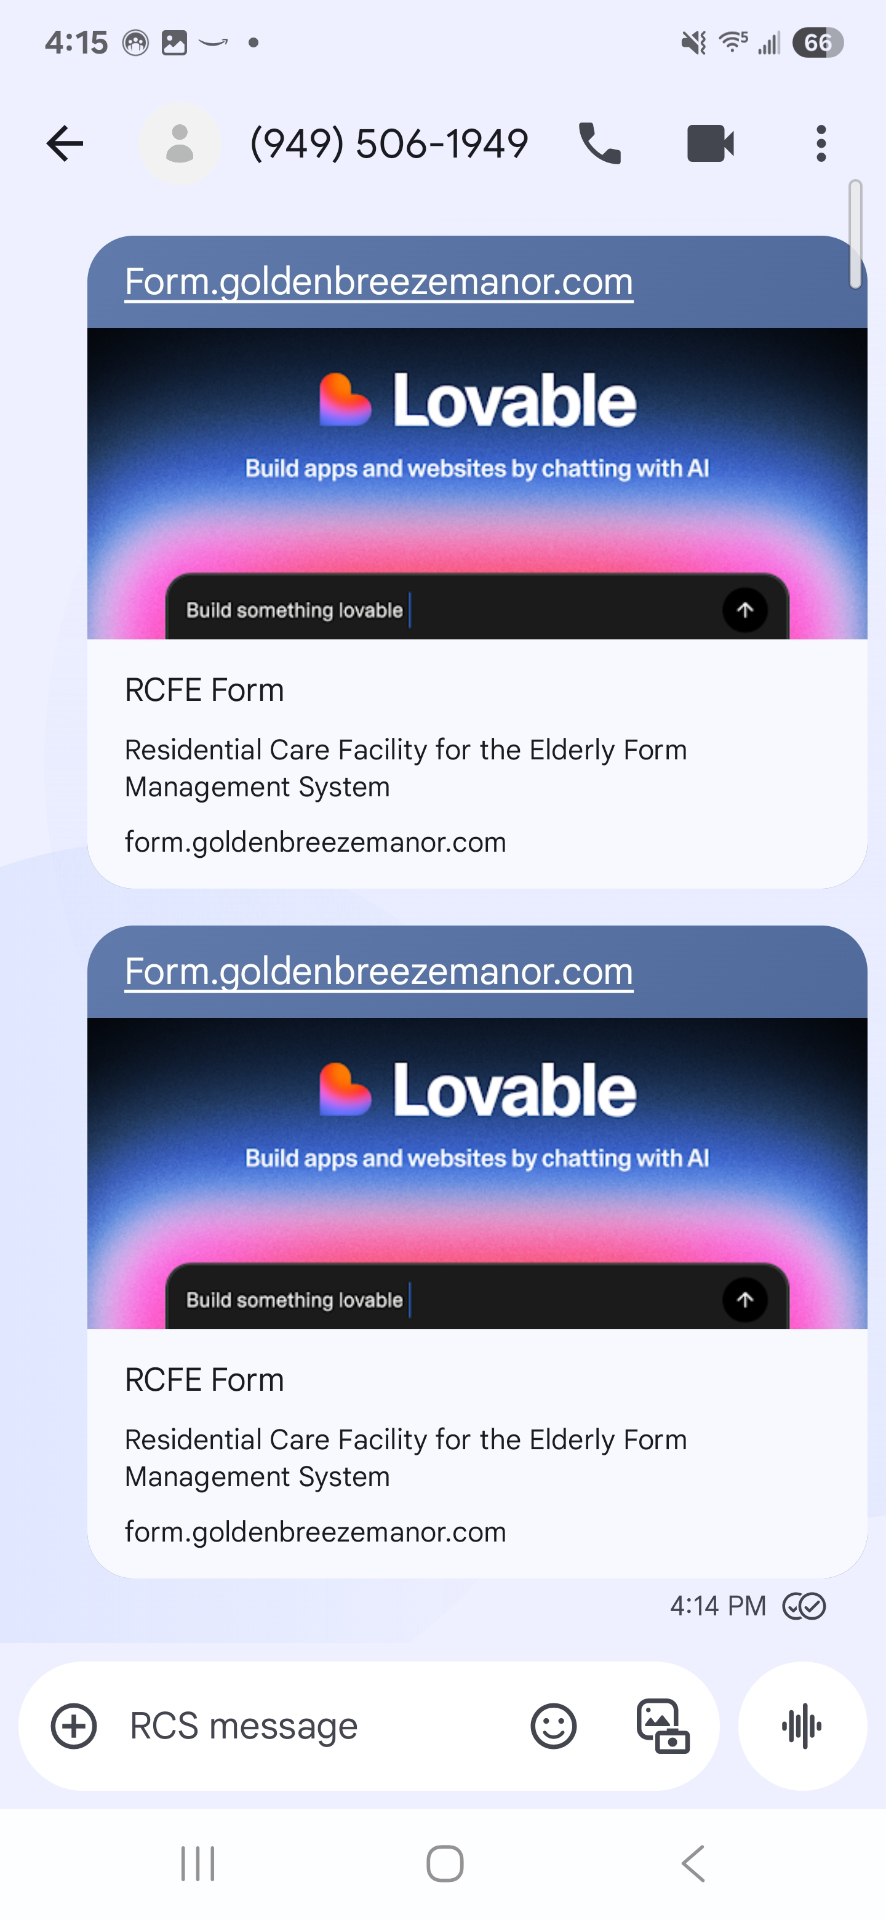 4:15
66
(949) 506-1949
Form.goldenbreezemanor.com
Lovable
Build apps and websites by chatting with AI
Build something lovable
RCFE Form
Residential Care Facility for the Elderly Form
Management System
form.goldenbreezemanor.com
Form.goldenbreezemanor.com
Lovable
Build apps and websites by chatting with AI
Build something lovable
RCFE Form
Residential Care Facility for the Elderly Form
Management System
form.goldenbreezemanor.com
4:14 PM
RCS message